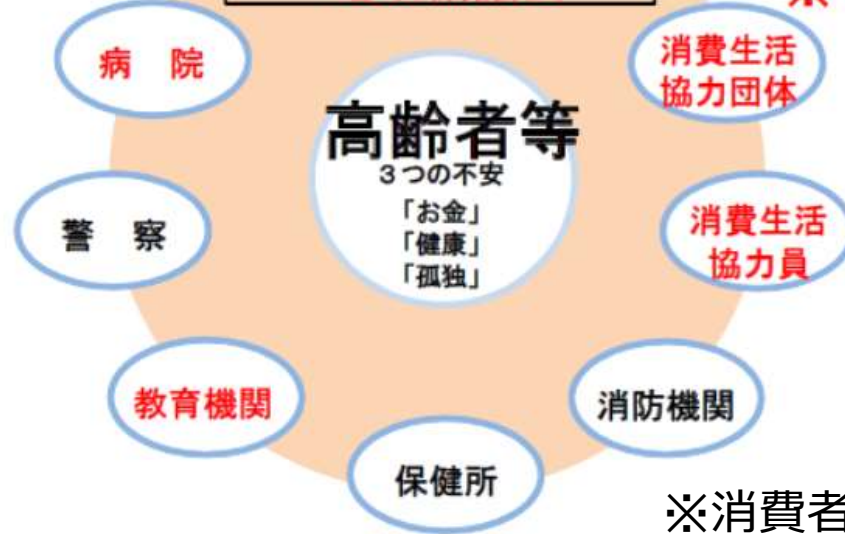 ※
病　院
消費生活
協力団体
高齢者等
３つの不安
「お金」
「健康」
「孤独」
警　察
消費生活
協力員
教育機関
消防機関
保健所
※消費者